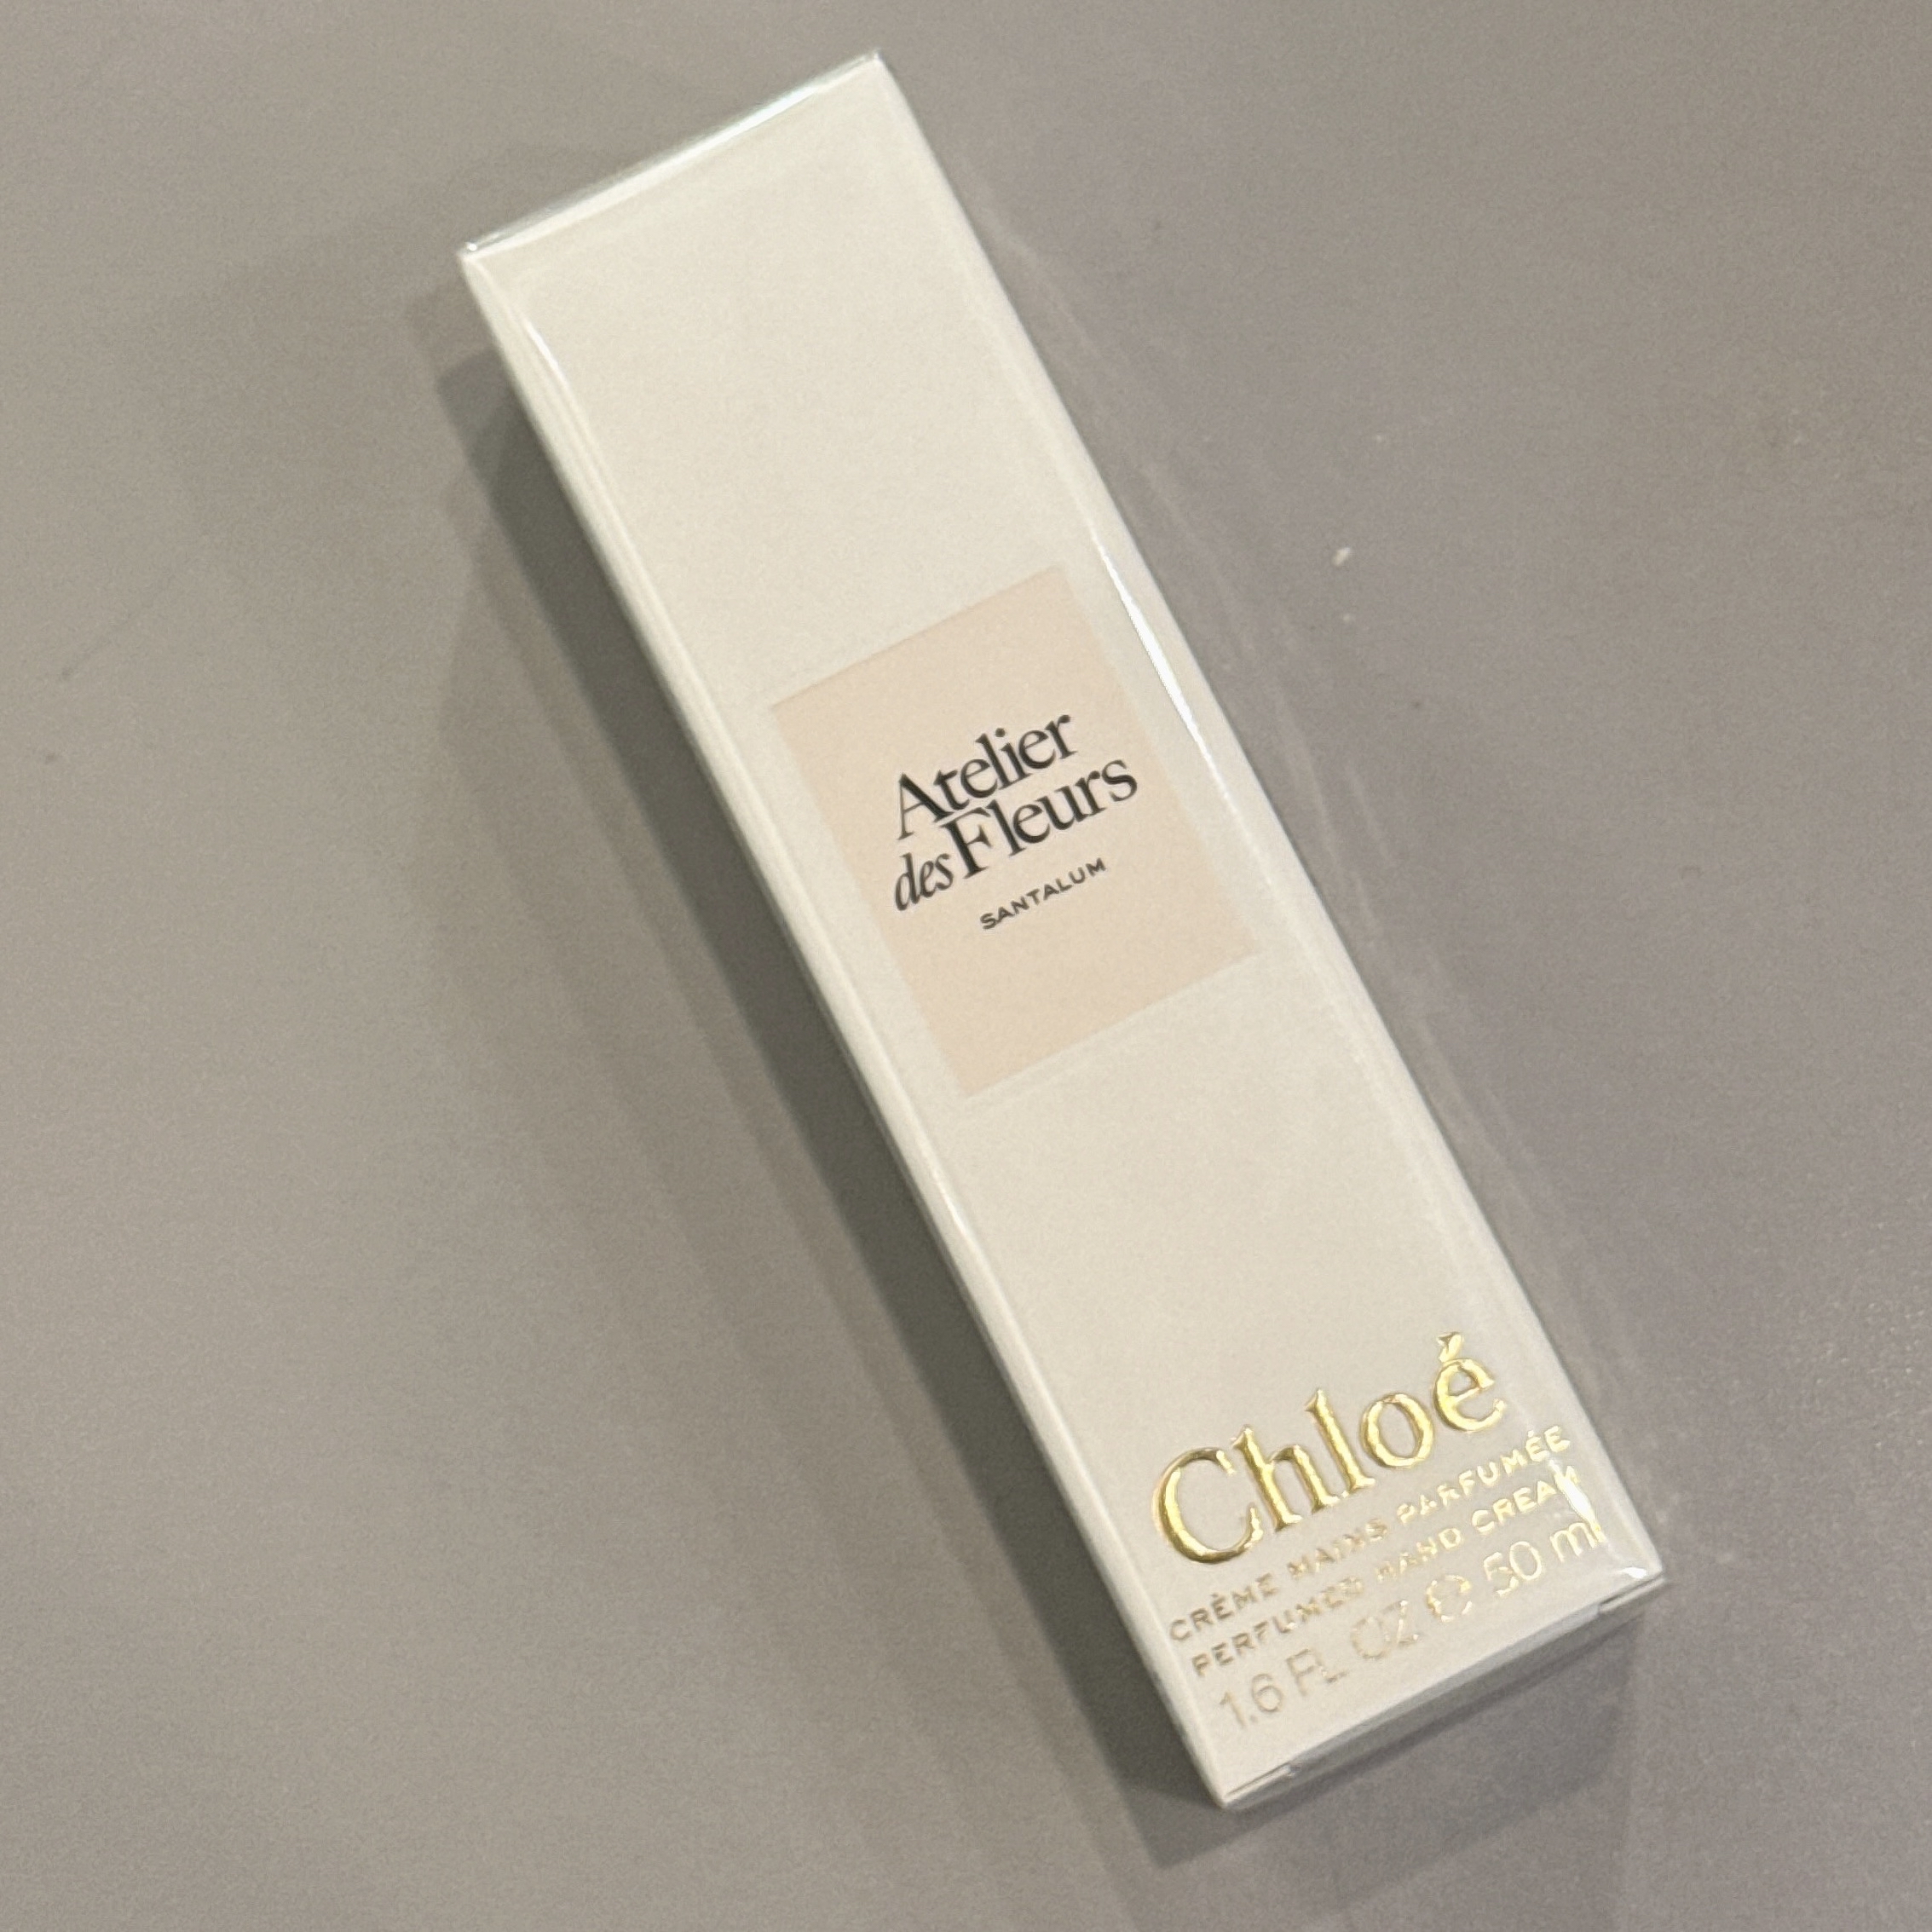 Atelier
des Fleurs
SANTALUM
Chloé
CRÈME MAINS PARFUMÉE
PERFUMED HAND CREAM
1.6 FL. OZ ℮ 50 ml